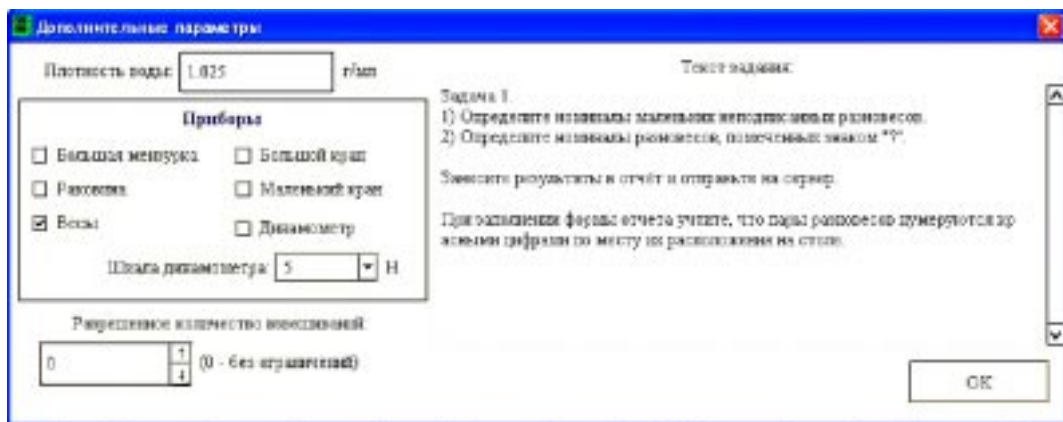 Дополнительные параметры
Плотность воды: 1.025 г/мл
Приборы
Большая мензурка
Большой кран
Раковина
Маленький кран
Весы
Динамометр
Шкала динамометра: 5 Н
Разрешенное количество взвешиваний:
0 (0 - без ограничений)
Текст задания:
Задача 1.
1) Определите номиналы маленьких неподписанных разновесов.
2) Определите номиналы разновесов, помеченных знаком "?".
Занесите результаты в отчёт и отправьте на сервер.
При заполнении формы отчета учтите, что пары разновесов нумеруются кр
асными цифрами по месту их расположения на столе.
OK